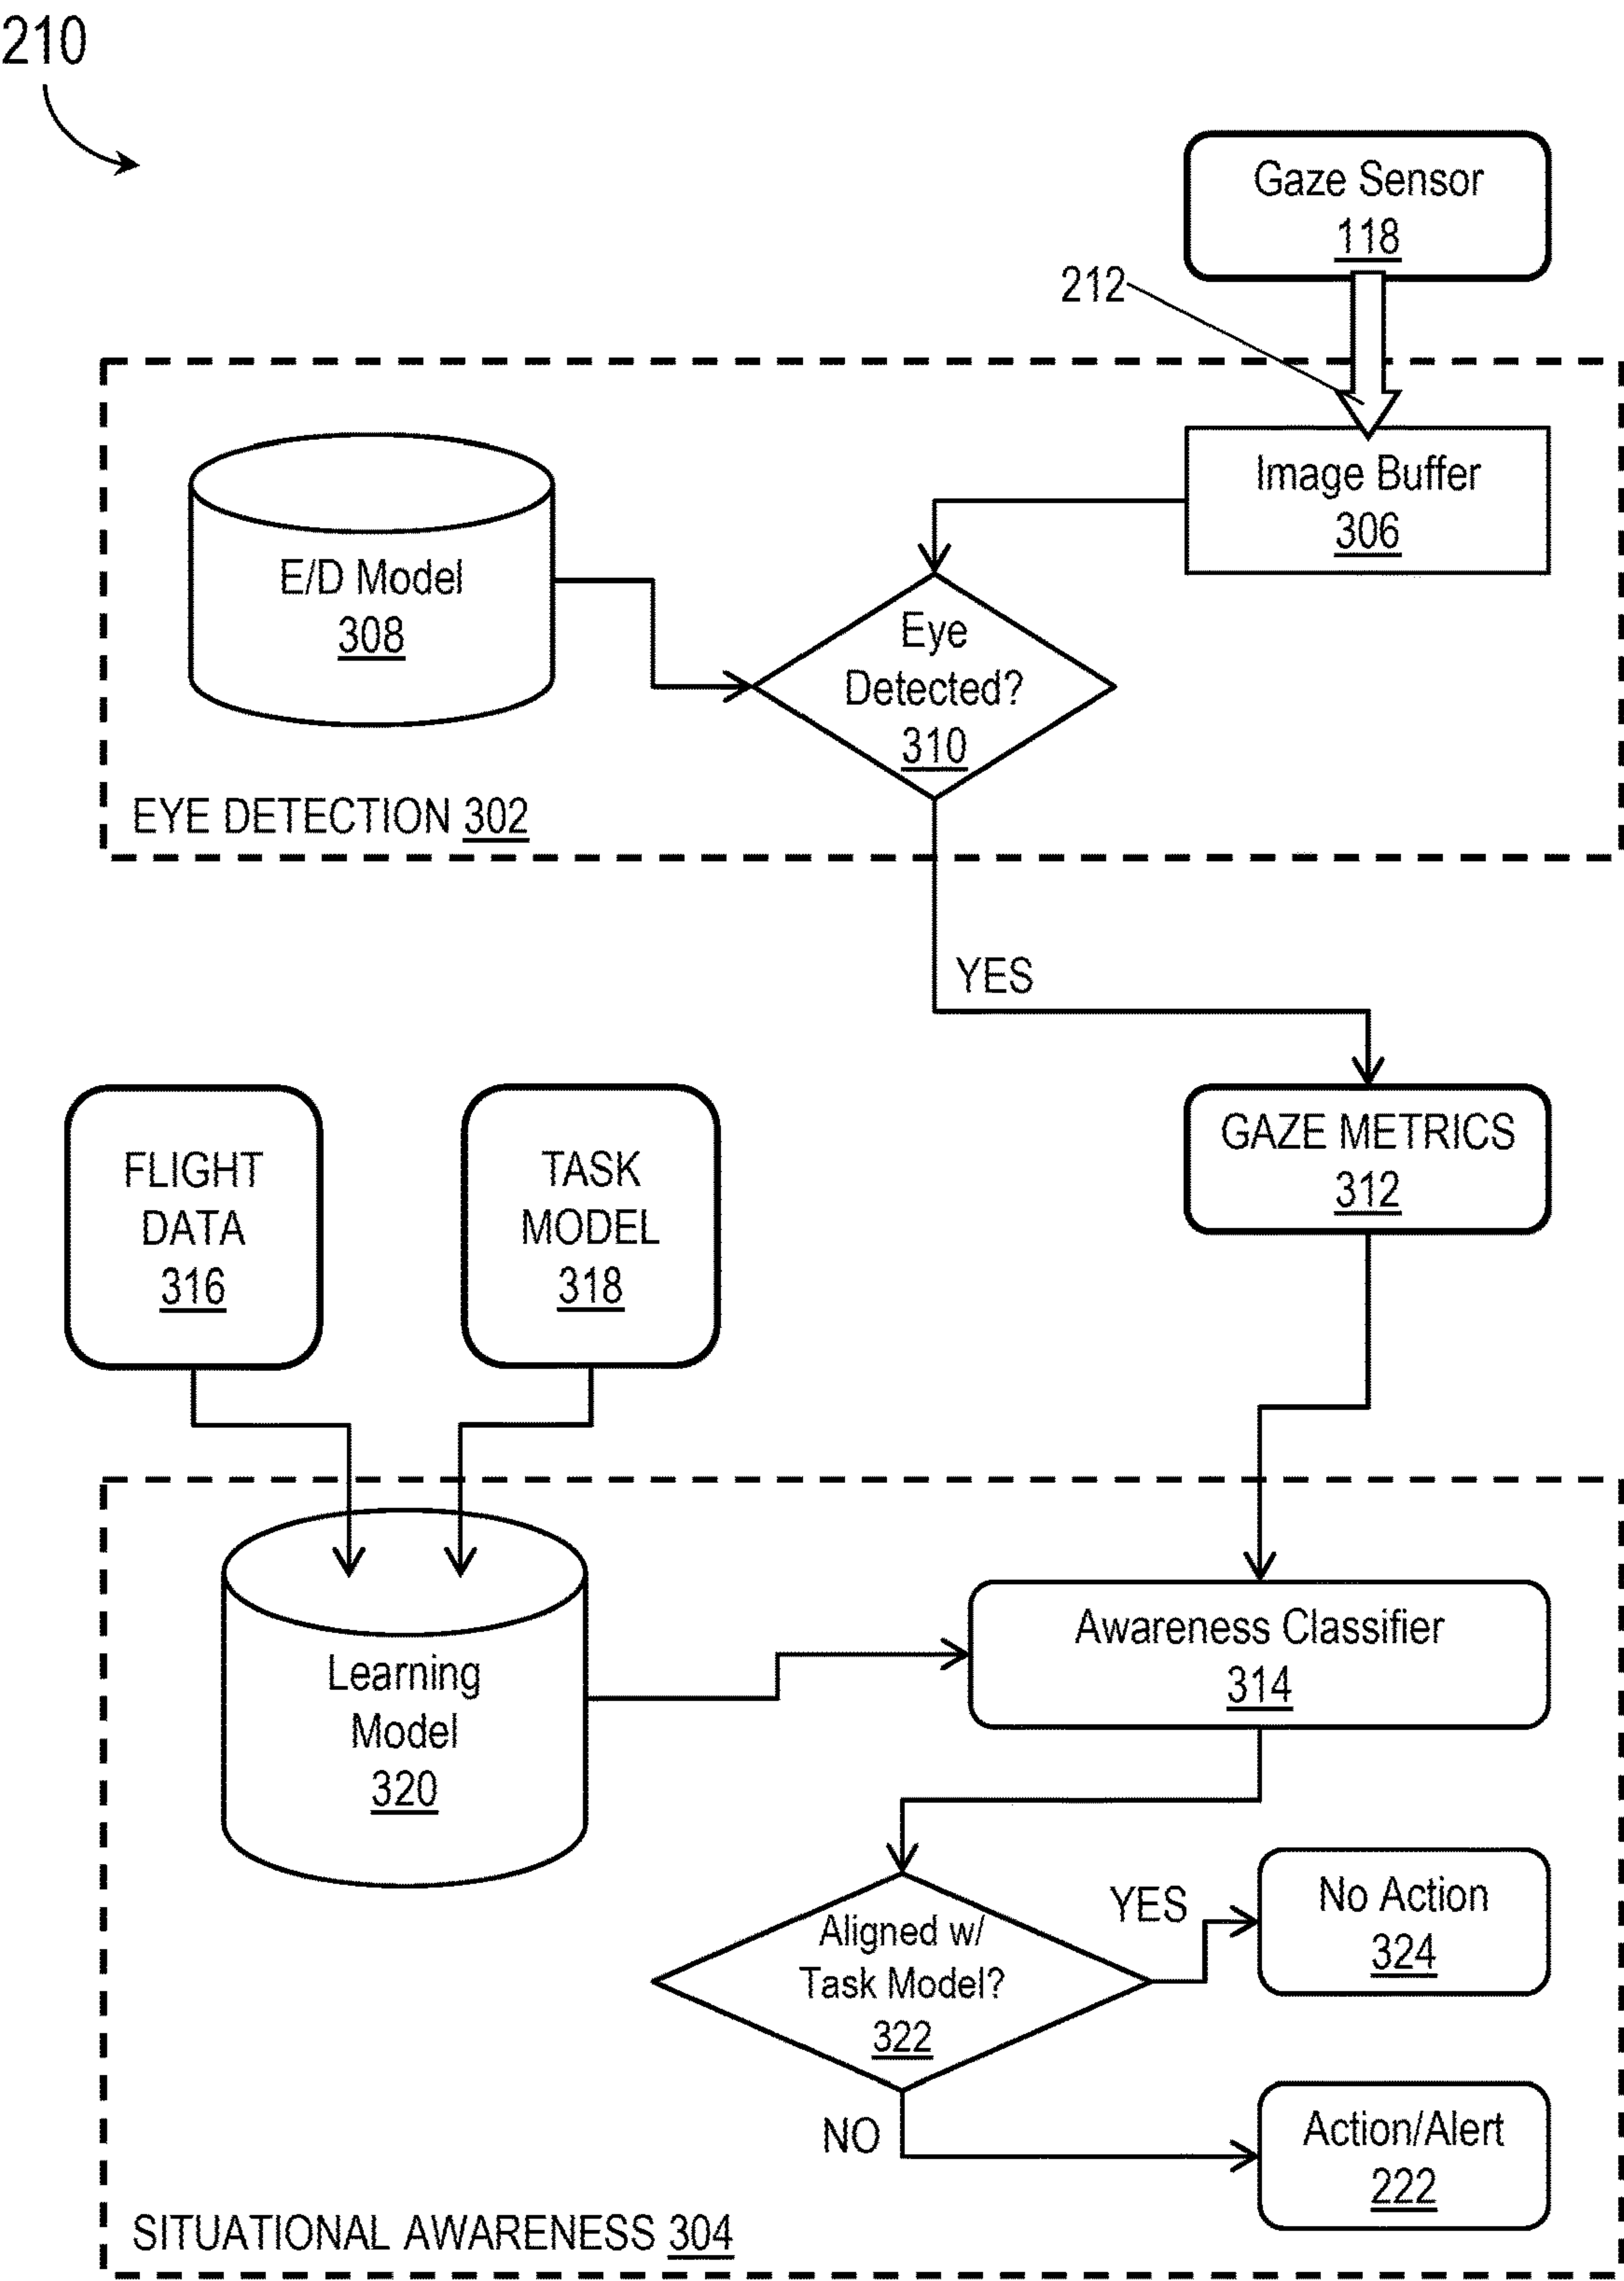 210
Gaze Sensor
118
212
Image Buffer
306
E/D Model
308
Eye
Detected?
310
EYE DETECTION 302
YES
GAZE METRICS
312
FLIGHT
DATA
316
TASK
MODEL
318
Learning
Model
320
Awareness Classifier
314
Aligned w/
Task Model?
322
YES
No Action
324
NO
Action/Alert
222
SITUATIONAL AWARENESS 304